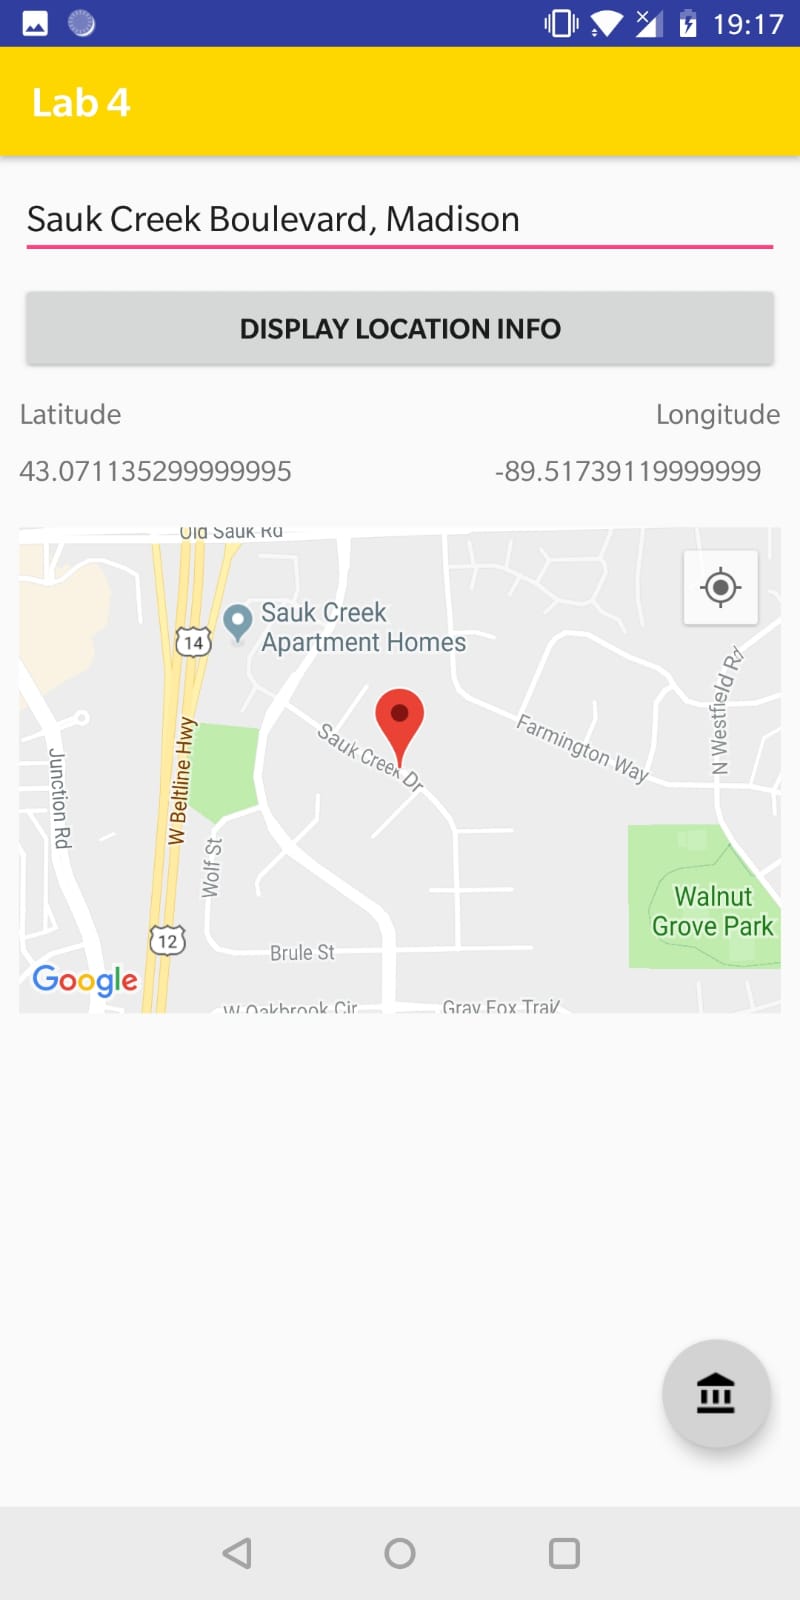 19:17
Lab 4
Sauk Creek Boulevard, Madison
DISPLAY LOCATION INFO
Latitude
Longitude
43.071135299999995
-89.51739119999999
Old Sauk Rd
Sauk Creek
Apartment Homes
14
N Westfield Rd
Sauk Creek Dr
Farmington Way
W Beltline Hwy
Junction Rd
Wolf St
Walnut
Grove Park
12
Brule St
Google
W Oakbrook Cir
Gray Fox Trail